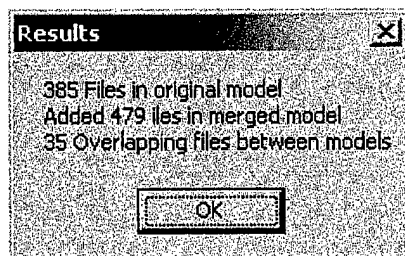 Results
385 Files in original model
Added 479 iles in merged model
35 Overlapping files between models
OK